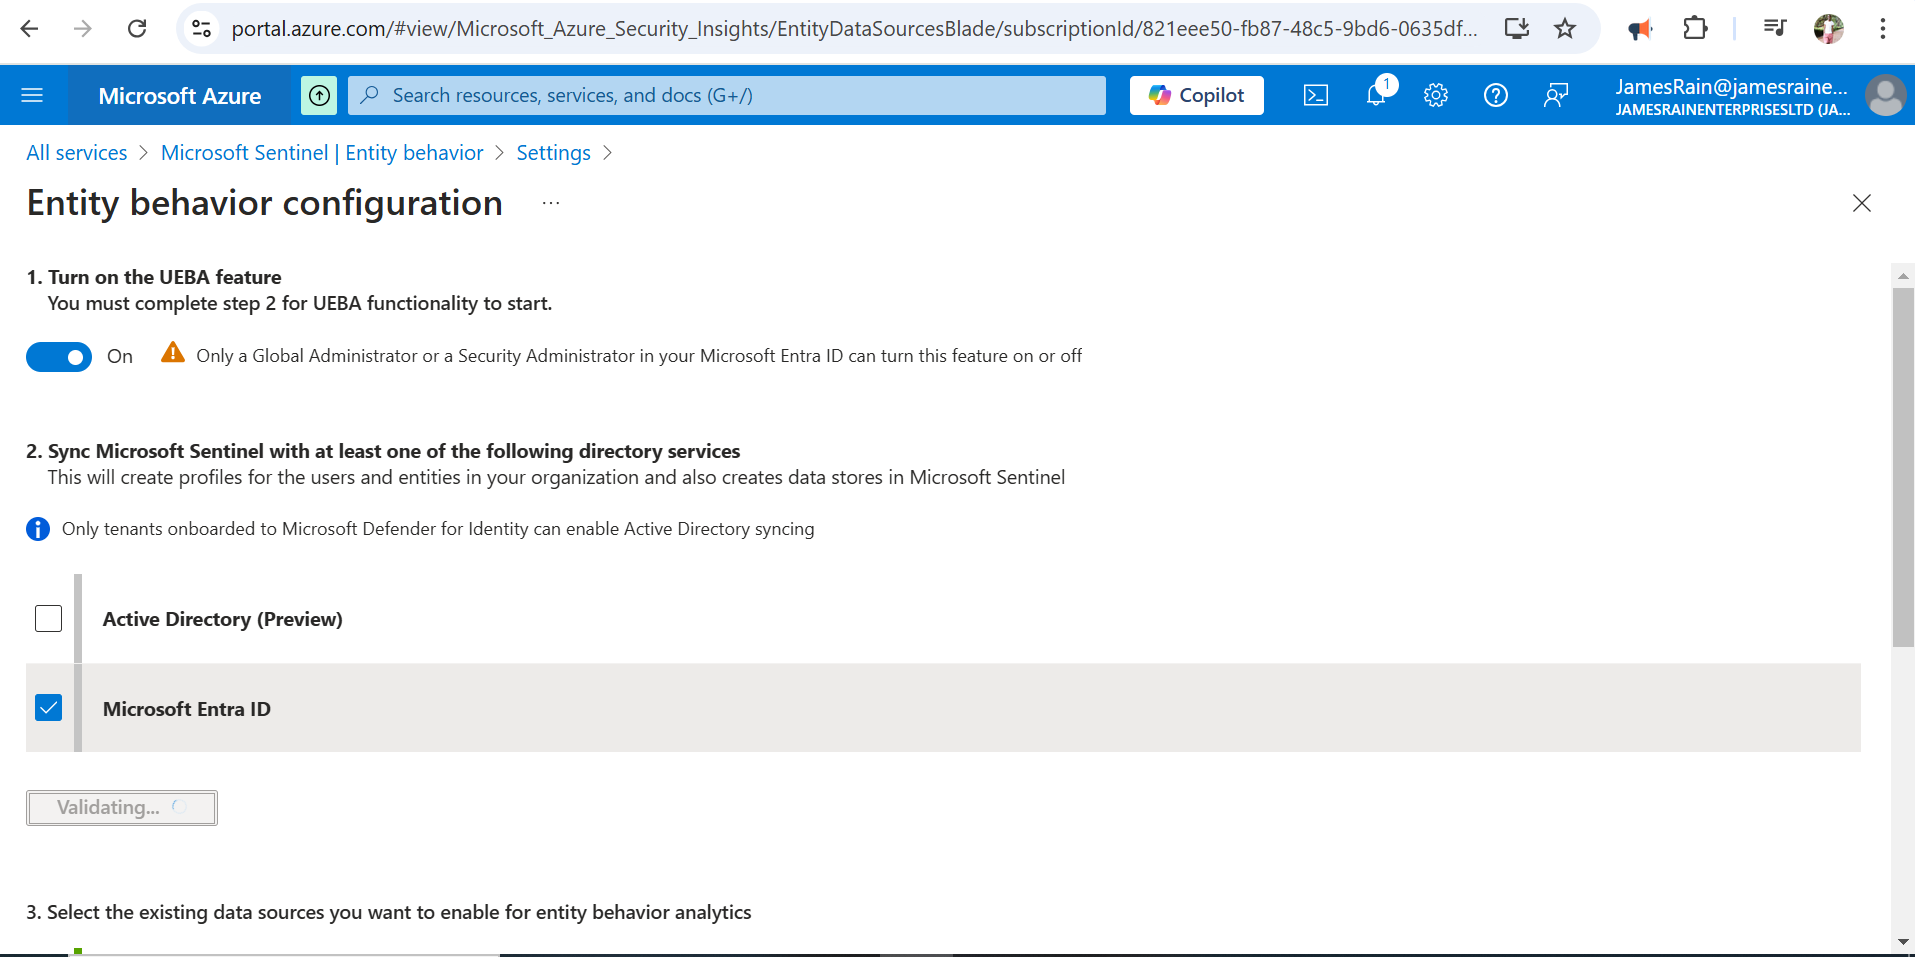 portal.azure.com/#view/Microsoft_Azure_Security_Insights/EntityDataSourcesBlade/subscriptionId/821eee50-fb87-48c5-9bd6-0635df...
Microsoft Azure
Search resources, services, and docs (G+/)
Copilot
1
JamesRain@jamesraine...
JAMESRAINENTERPRISESLTD (JA...
All services > Microsoft Sentinel | Entity behavior > Settings >
Entity behavior configuration ...
1. Turn on the UEBA feature
You must complete step 2 for UEBA functionality to start.
On
Only a Global Administrator or a Security Administrator in your Microsoft Entra ID can turn this feature on or off
2. Sync Microsoft Sentinel with at least one of the following directory services
This will create profiles for the users and entities in your organization and also creates data stores in Microsoft Sentinel
Only tenants onboarded to Microsoft Defender for Identity can enable Active Directory syncing
Active Directory (Preview)
Microsoft Entra ID
Validating...
3. Select the existing data sources you want to enable for entity behavior analytics